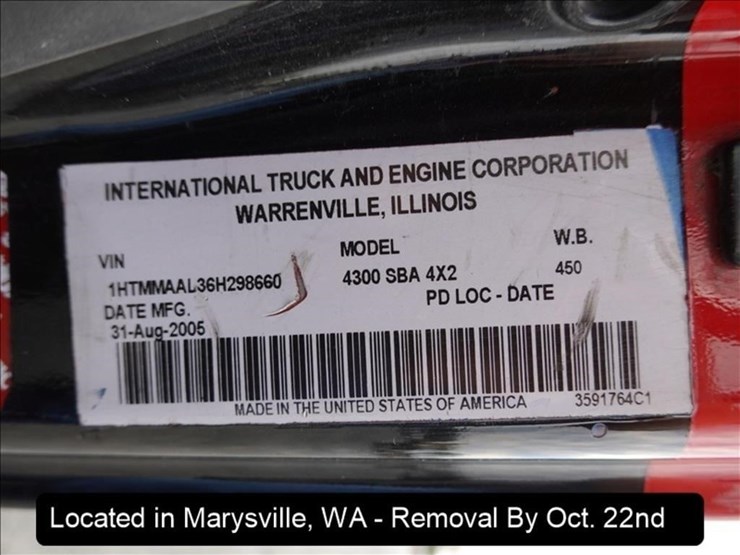 INTERNATIONAL TRUCK AND ENGINE CORPORATION
WARRENVILLE, ILLINOIS
VIN
MODEL
W.B.
1HTMMAAL36H298660
4300 SBA 4X2
450
DATE MFG.
PD LOC - DATE
31-Aug-2005
MADE IN THE UNITED STATES OF AMERICA
3591764C1
Located in Marysville, WA - Removal By Oct. 22nd